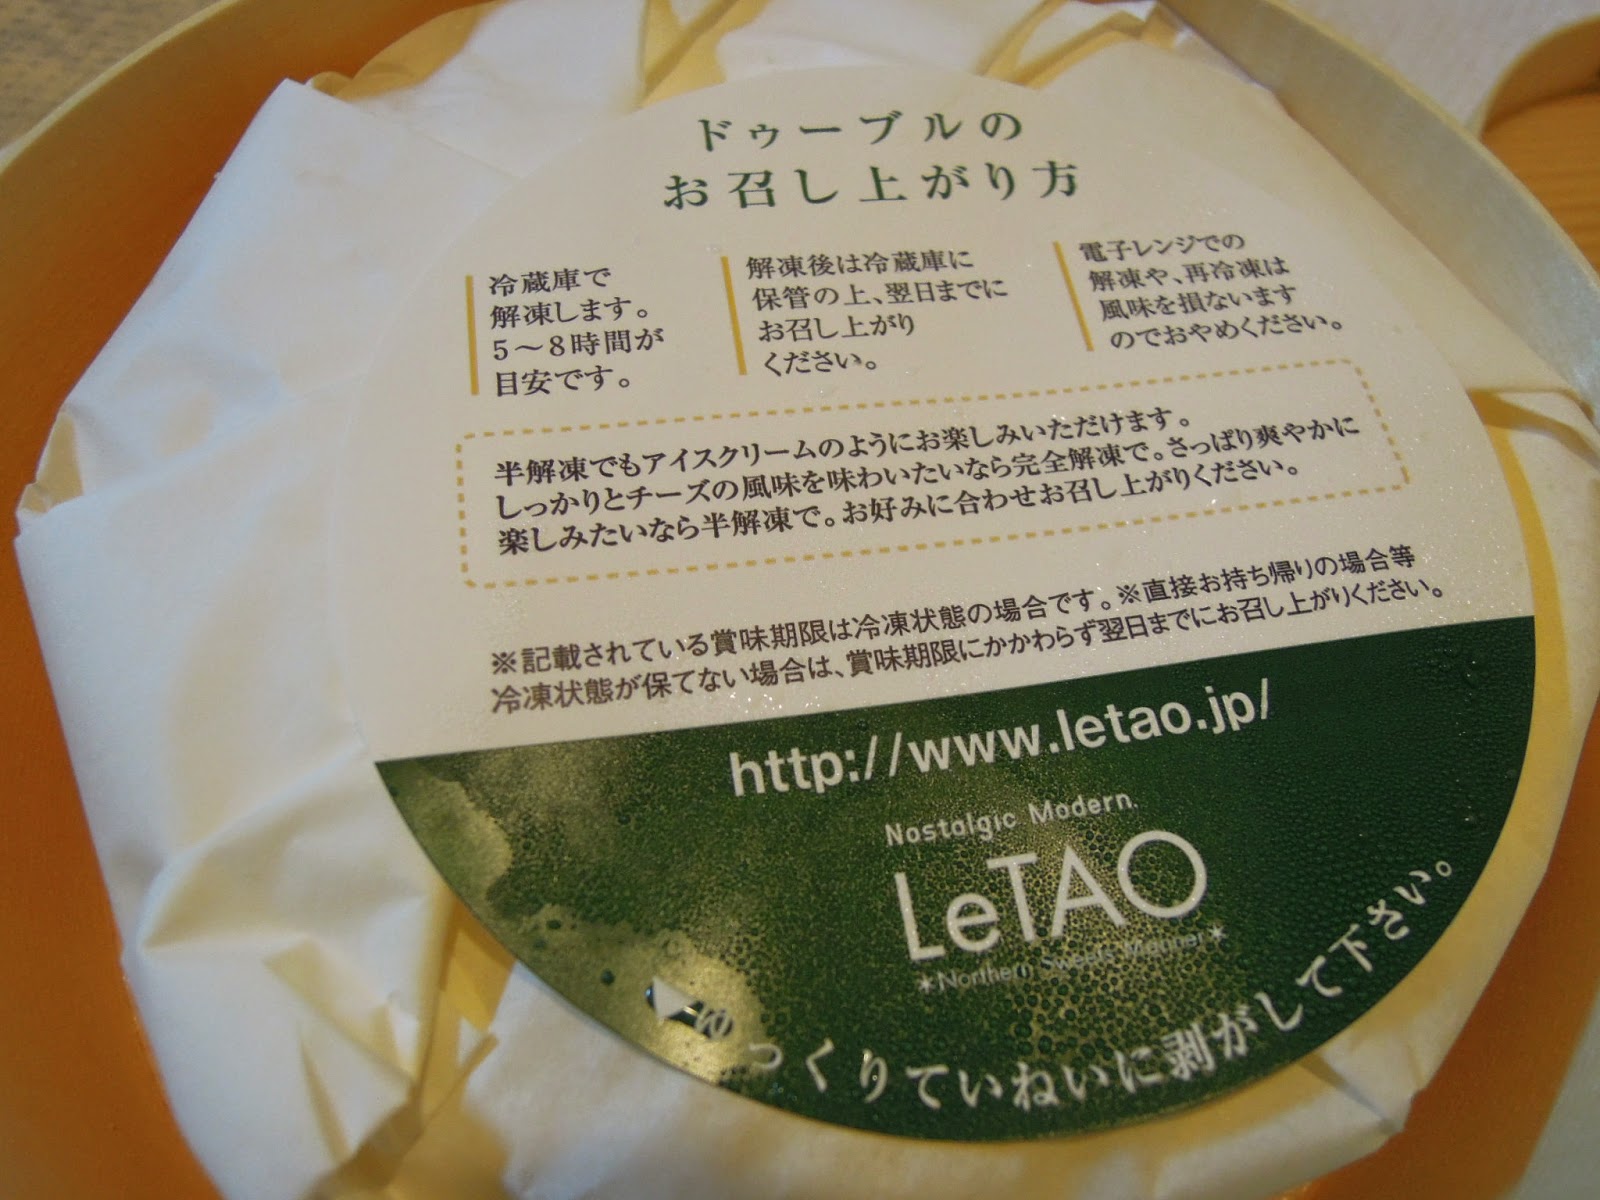 ドゥーブルの
お召し上がり方
冷蔵庫で
解凍します。
5〜8時間が
目安です。
解凍後は冷蔵庫に
保管の上、翌日までに
お召し上がり
ください。
電子レンジでの
解凍や、再冷凍は
風味を損ないます
のでおやめください。
半解凍でもアイスクリームのようにお楽しみいただけます。
しっかりとチーズの風味を味わいたいなら完全解凍で。さっぱり爽やかに
楽しみたいなら半解凍で。お好みに合わせお召し上がりください。
※記載されている賞味期限は冷凍状態の場合です。※直接お持ち帰りの場合等
冷凍状態が保てない場合は、賞味期限にかかわらず翌日までにお召し上がりください。
http://www.letao.jp/
Nostalgic Modern.
LeTAO
*Northern Sweets Manner*
ゆっくりていねいに剥がして下さい。